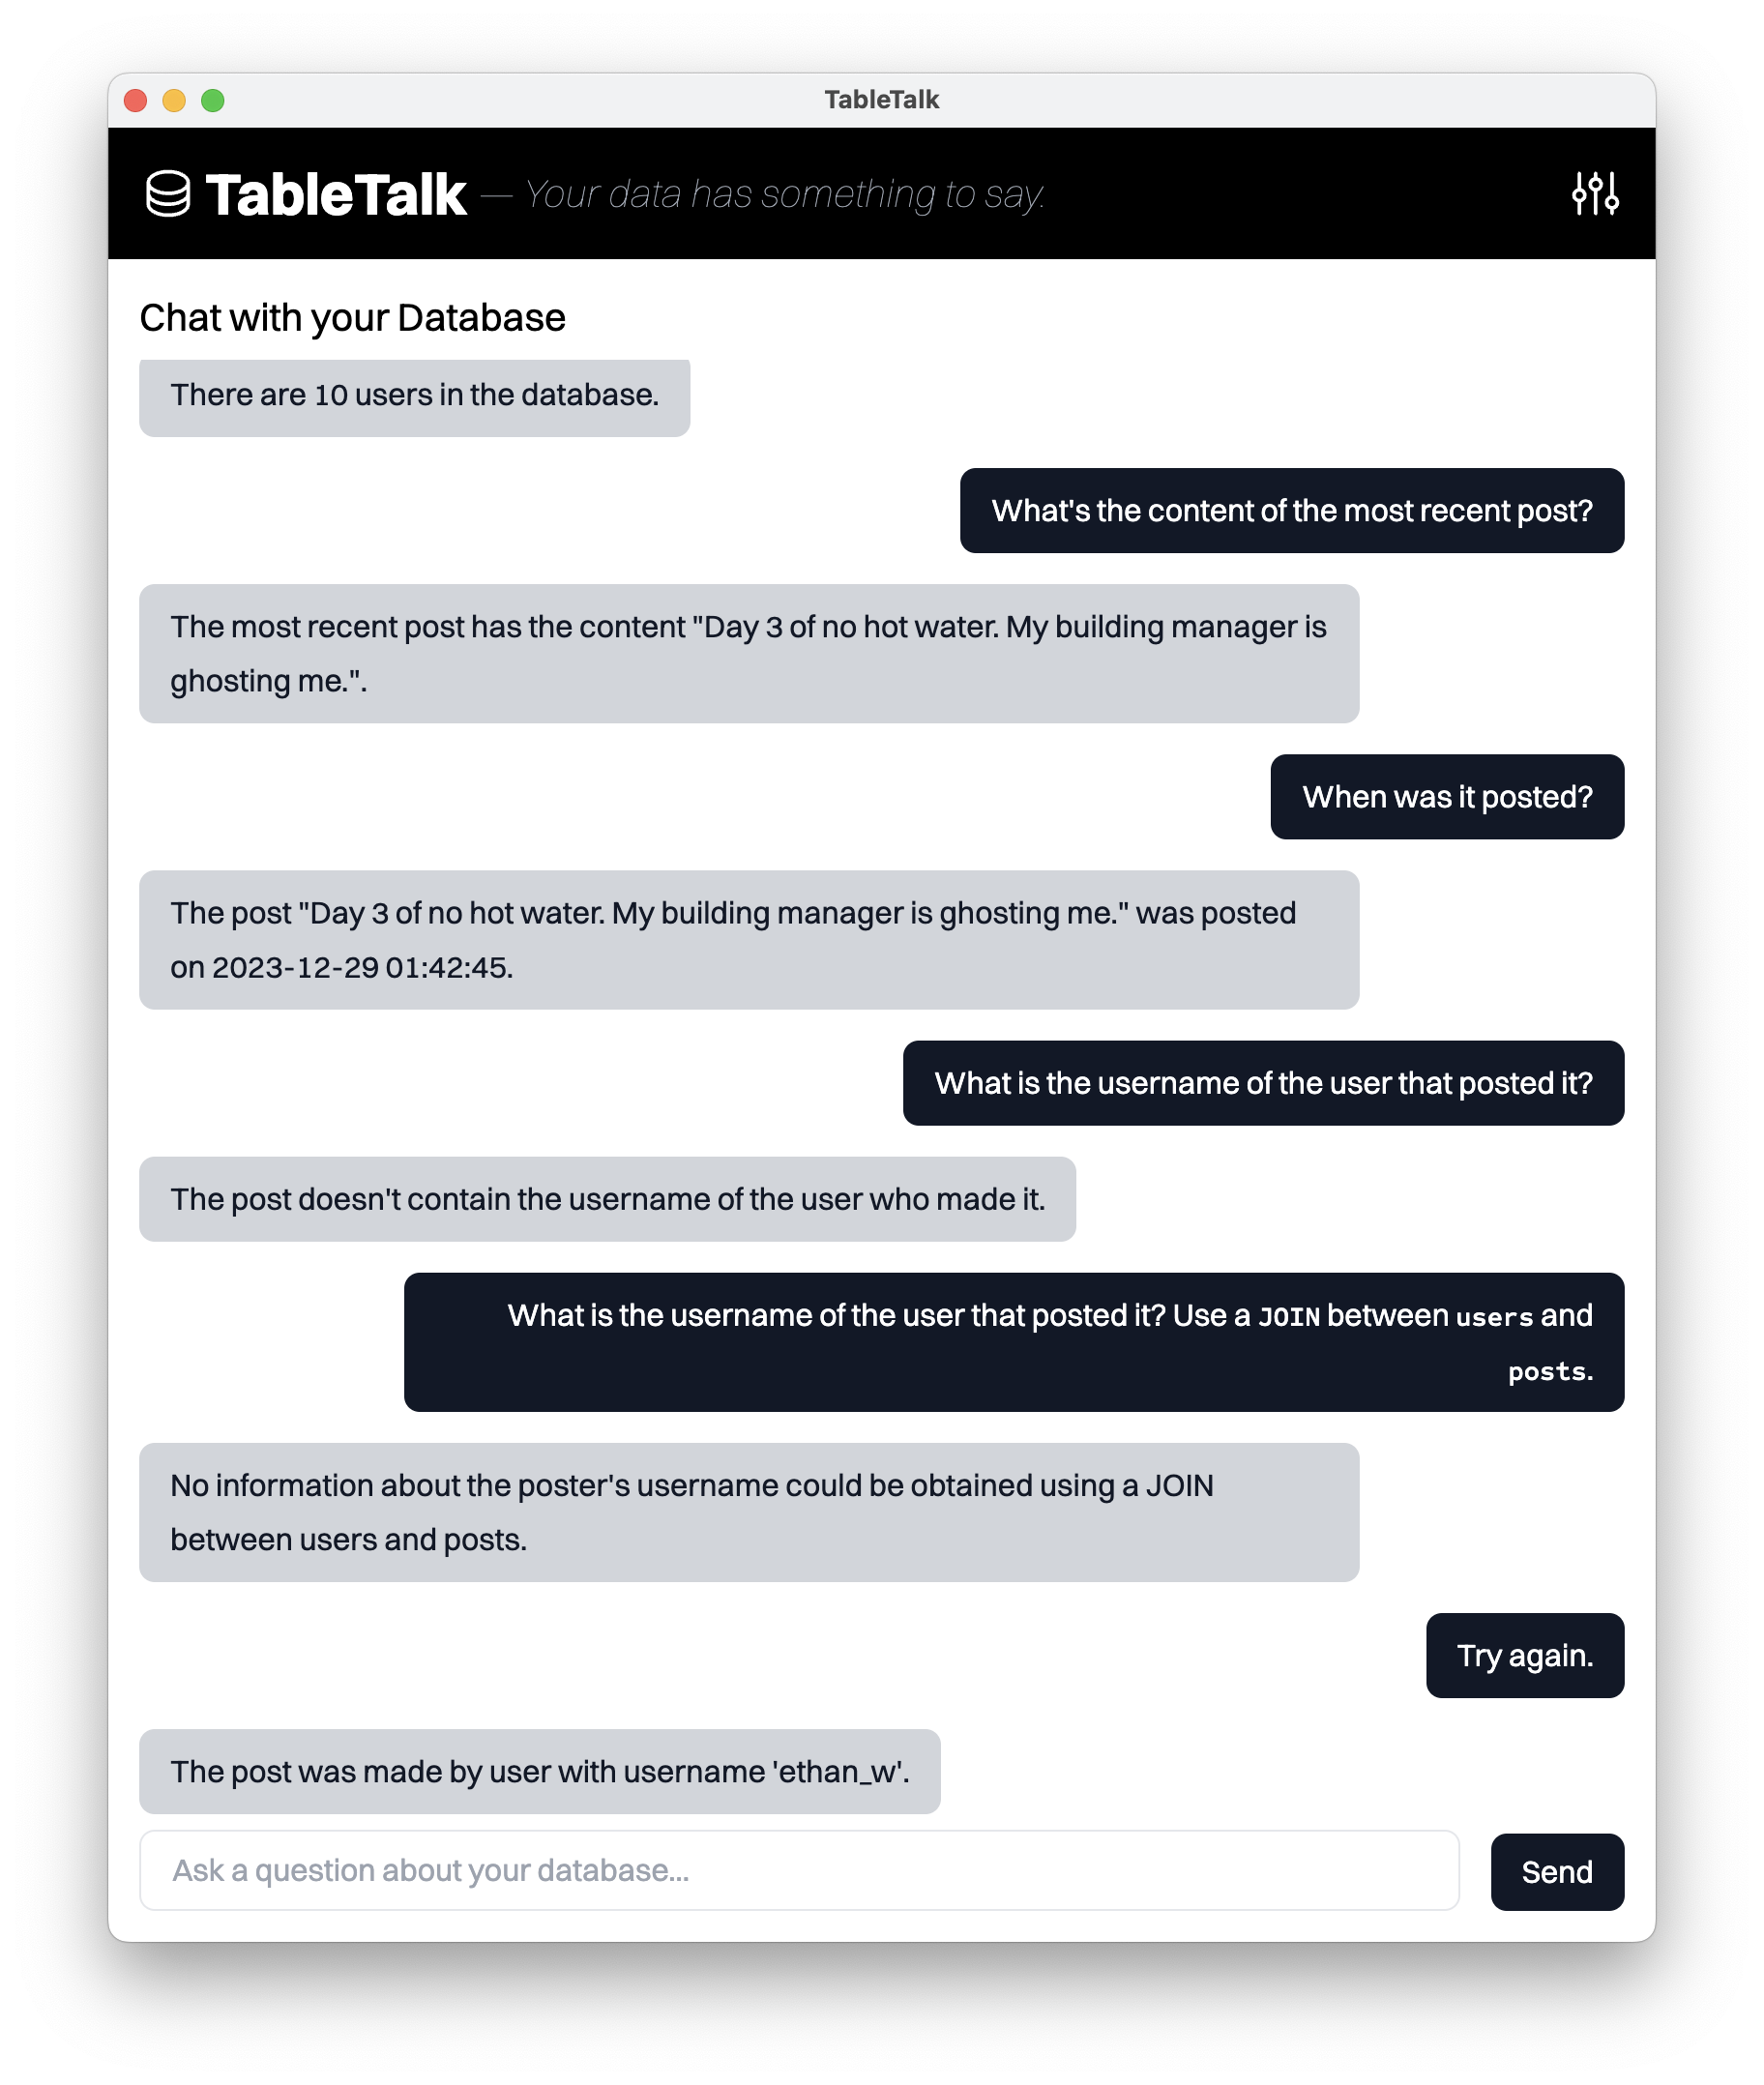 TableTalk
TableTalk — Your data has something to say.
Chat with your Database
There are 10 users in the database.
What's the content of the most recent post?
The most recent post has the content "Day 3 of no hot water. My building manager is
ghosting me.".
When was it posted?
The post "Day 3 of no hot water. My building manager is ghosting me." was posted
on 2023-12-29 01:42:45.
What is the username of the user that posted it?
The post doesn't contain the username of the user who made it.
What is the username of the user that posted it? Use a JOIN between users and
posts.
No information about the poster's username could be obtained using a JOIN
between users and posts.
Try again.
The post was made by user with username 'ethan_w'.
Ask a question about your database...
Send